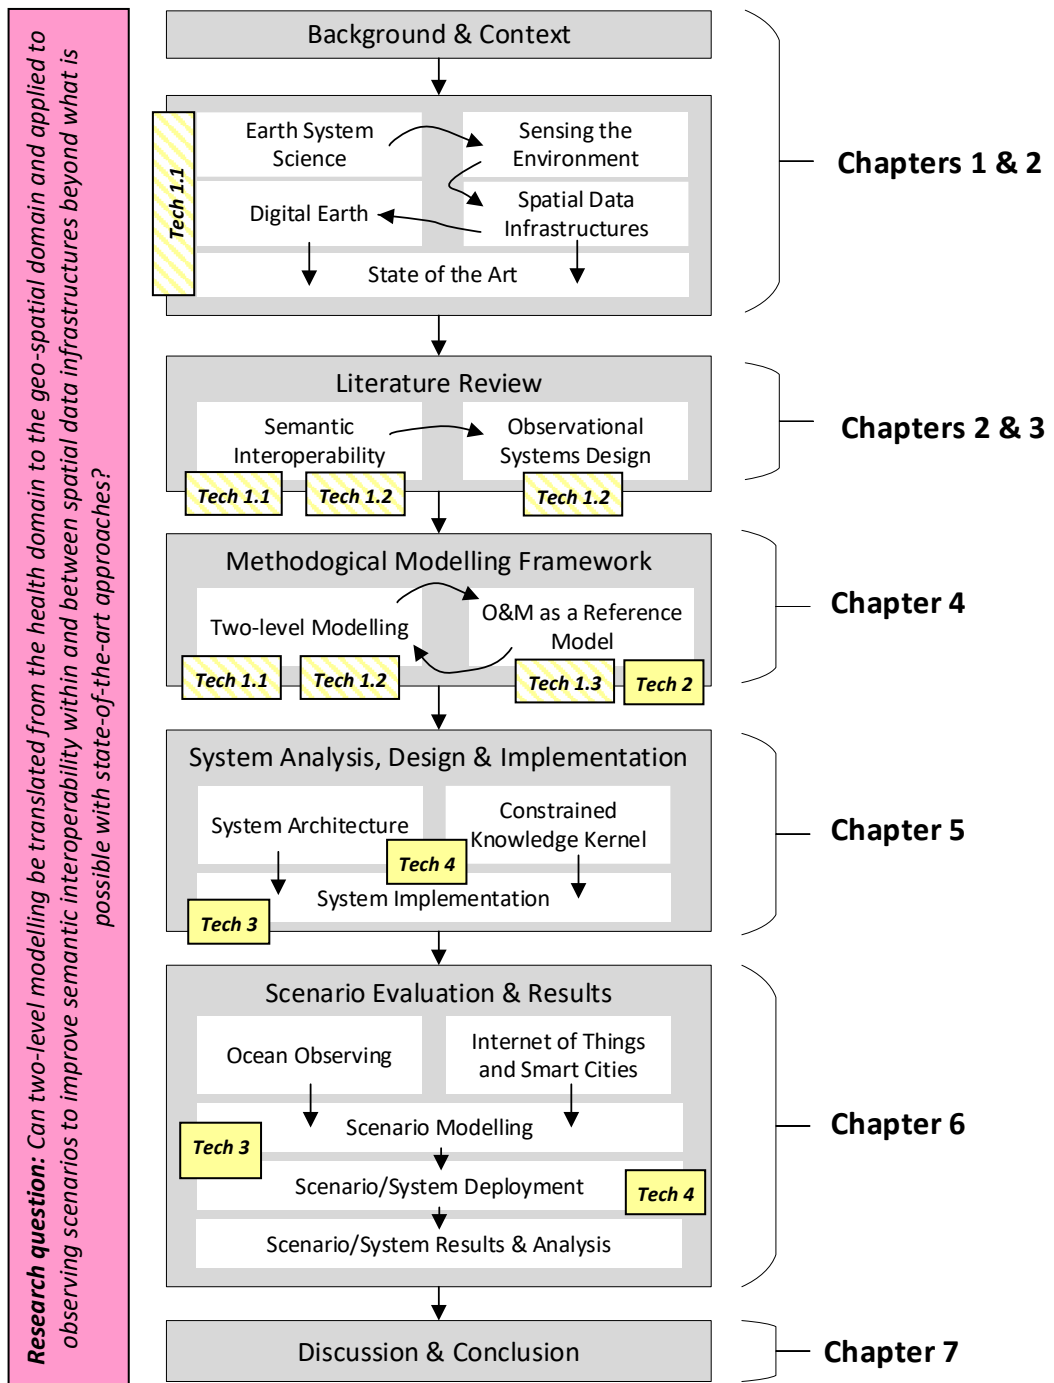 Research question: Can two-level modelling be translated from the health domain to the geo-spatial domain and applied to
observing scenarios to improve semantic interoperability within and between spatial data infrastructures beyond what is
possible with state-of-the-art approaches?
Background & Context
Tech 1.1
Earth System
Science
Sensing the
Environment
Digital Earth
Spatial Data
Infrastructures
State of the Art
Chapters 1 & 2
Literature Review
Semantic
Interoperability
Observational
Systems Design
Tech 1.1
Tech 1.2
Tech 1.2
Chapters 2 & 3
Methodogical Modelling Framework
Two-level Modelling
O&M as a Reference
Model
Tech 1.1
Tech 1.2
Tech 1.3
Tech 2
Chapter 4
System Analysis, Design & Implementation
System Architecture
Constrained
Knowledge Kernel
Tech 4
System Implementation
Tech 3
Chapter 5
Scenario Evaluation & Results
Ocean Observing
Internet of Things
and Smart Cities
Scenario Modelling
Tech 3
Scenario/System Deployment
Tech 4
Scenario/System Results & Analysis
Chapter 6
Discussion & Conclusion
Chapter 7